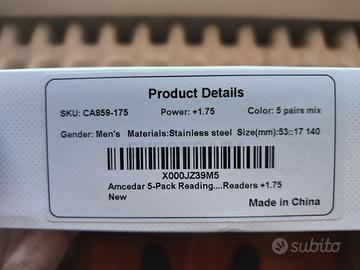 Product Details
SKU: CA859-175 Power: +1.75 Color: 5 pairs mix
Gender: Men's Materials:Stainless steel Size(mm):53□17 140
X000JZ39M5
Amcedar 5-Pack Reading....Readers +1.75
New
Made in China
subito